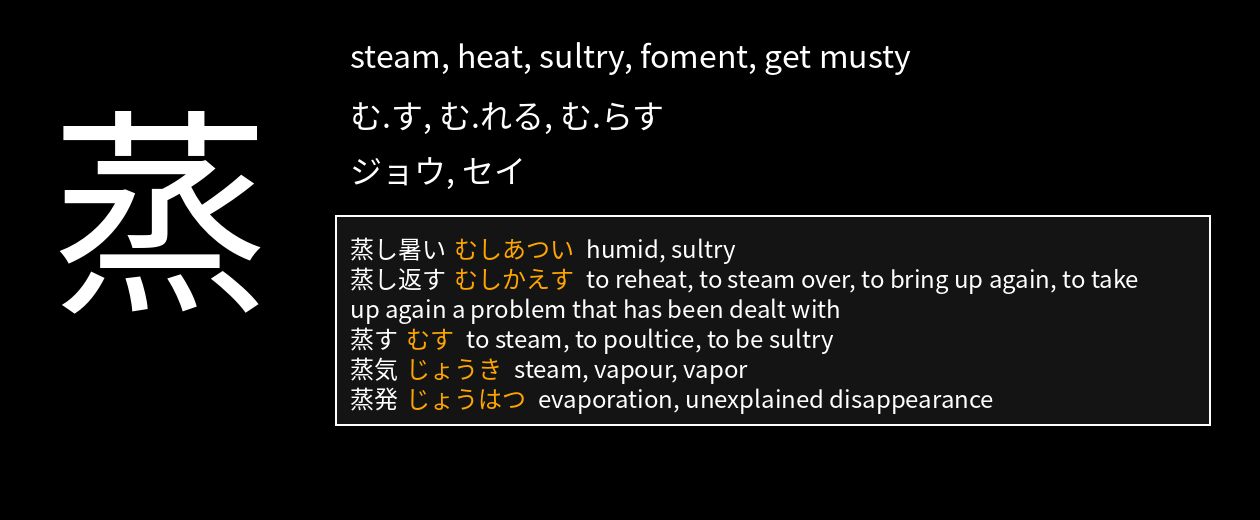 蒸
steam, heat, sultry, foment, get musty
む.す, む.れる, む.らす
ジョウ, セイ
蒸し暑い むしあつい humid, sultry
蒸し返す むしかえす to reheat, to steam over, to bring up again, to take
up again a problem that has been dealt with
蒸す むす to steam, to poultice, to be sultry
蒸気 じょうき steam, vapour, vapor
蒸発 じょうはつ evaporation, unexplained disappearance